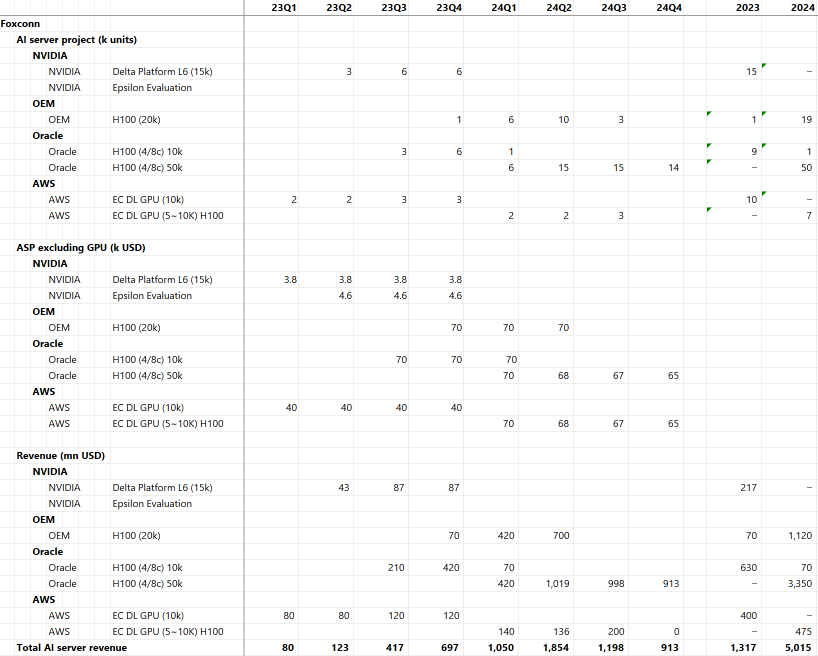 23Q1 23Q2 23Q3 23Q4 24Q1 24Q2 24Q3 24Q4 2023 2024
Foxconn
AI server project (k units)
NVIDIA
NVIDIA Delta Platform L6 (15k) 3 6 6 15 –
NVIDIA Epsilon Evaluation
OEM
OEM H100 (20k) 1 6 10 3 1 19
Oracle
Oracle H100 (4/8c) 10k 3 6 1 9 1
Oracle H100 (4/8c) 50k 6 15 15 14 – 50
AWS
AWS EC DL GPU (10k) 2 2 3 3 10 –
AWS EC DL GPU (5~10K) H100 2 2 3 – 7
ASP excluding GPU (k USD)
NVIDIA
NVIDIA Delta Platform L6 (15k) 3.8 3.8 3.8 3.8
NVIDIA Epsilon Evaluation 4.6 4.6 4.6
OEM
OEM H100 (20k) 70 70 70
Oracle
Oracle H100 (4/8c) 10k 70 70 70
Oracle H100 (4/8c) 50k 70 68 67 65
AWS
AWS EC DL GPU (10k) 40 40 40 40
AWS EC DL GPU (5~10K) H100 70 68 67 65
Revenue (mn USD)
NVIDIA
NVIDIA Delta Platform L6 (15k) 43 87 87 217 –
NVIDIA Epsilon Evaluation
OEM
OEM H100 (20k) 70 420 700 70 1,120
Oracle
Oracle H100 (4/8c) 10k 210 420 70 630 70
Oracle H100 (4/8c) 50k 420 1,019 998 913 – 3,350
AWS
AWS EC DL GPU (10k) 80 80 120 120 400 –
AWS EC DL GPU (5~10K) H100 140 136 200 0 – 475
Total AI server revenue 80 123 417 697 1,050 1,854 1,198 913 1,317 5,015